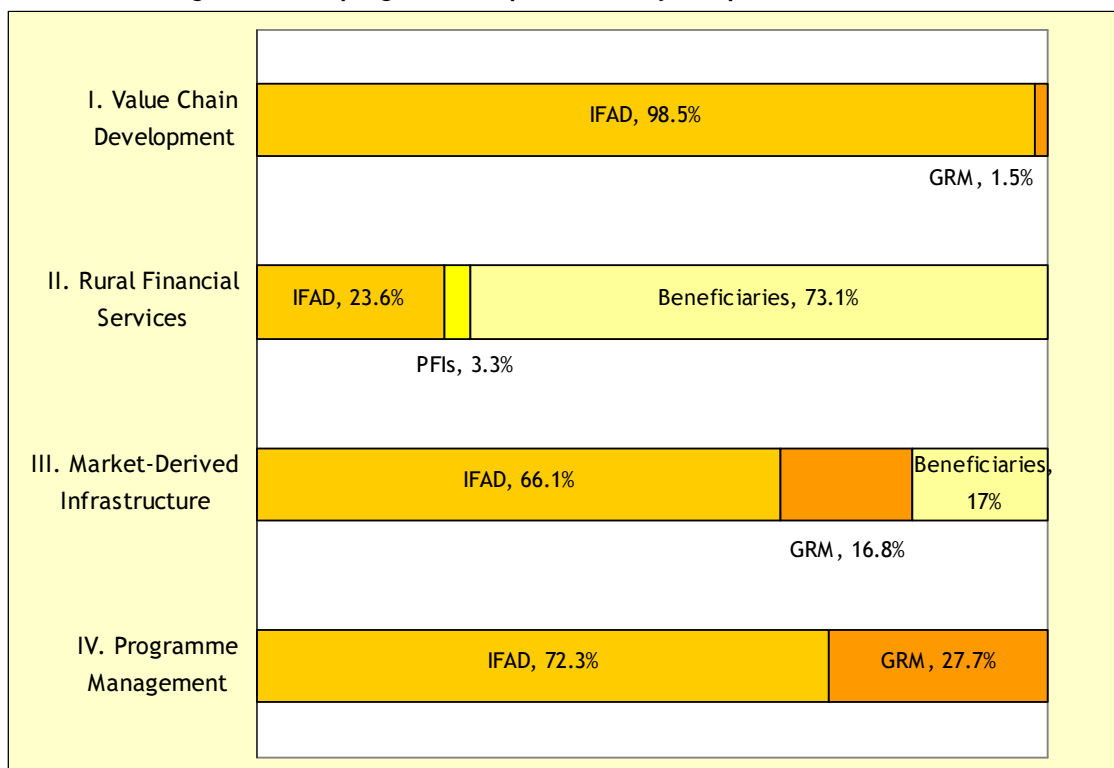 I. Value Chain
Development
IFAD, 98.5%
GRM, 1.5%
II. Rural Financial
Services
IFAD, 23.6%
Beneficiaries, 73.1%
PFIs, 3.3%
III. Market-Derived
Infrastructure
IFAD, 66.1%
Beneficiaries,
17%
GRM, 16.8%
IV. Programme
Management
IFAD, 72.3%
GRM, 27.7%